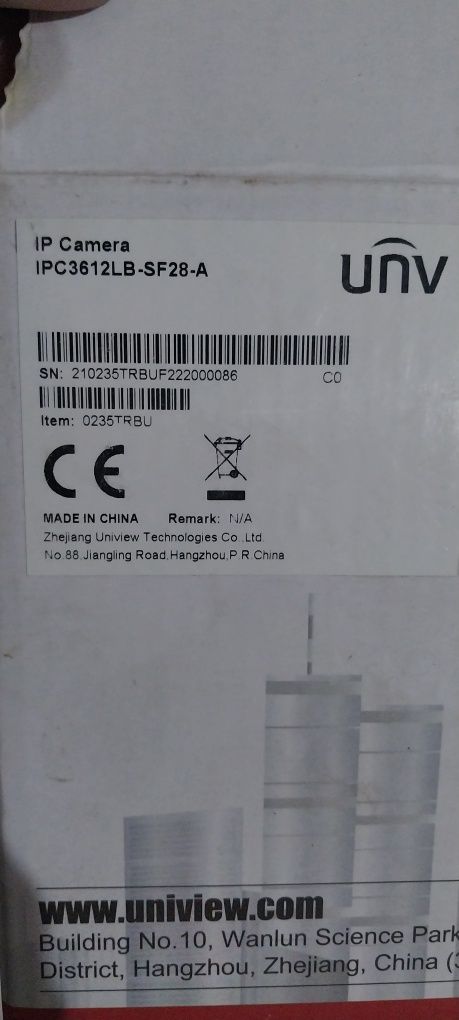 IP Camera
IPC3612LB-SF28-A
unv
SN: 210235TRBUF222000086 C0
Item: 0235TRBU
CE
MADE IN CHINA Remark: N/A
Zhejiang Uniview Technologies Co.,Ltd.
No.88,Jiangling Road,Hangzhou,P.R.China
www.uniview.com
Building No.10, Wanlun Science Park
District, Hangzhou, Zhejiang, China (